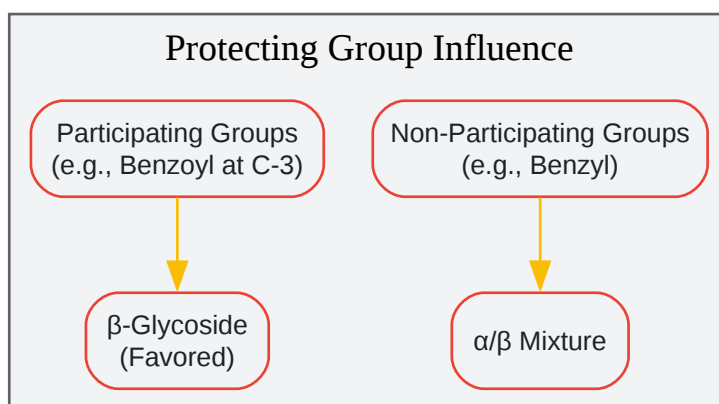 Protecting Group Influence
Participating Groups
(e.g., Benzoyl at C-3)
Non-Participating Groups
(e.g., Benzyl)
β-Glycoside
(Favored)
α/β Mixture